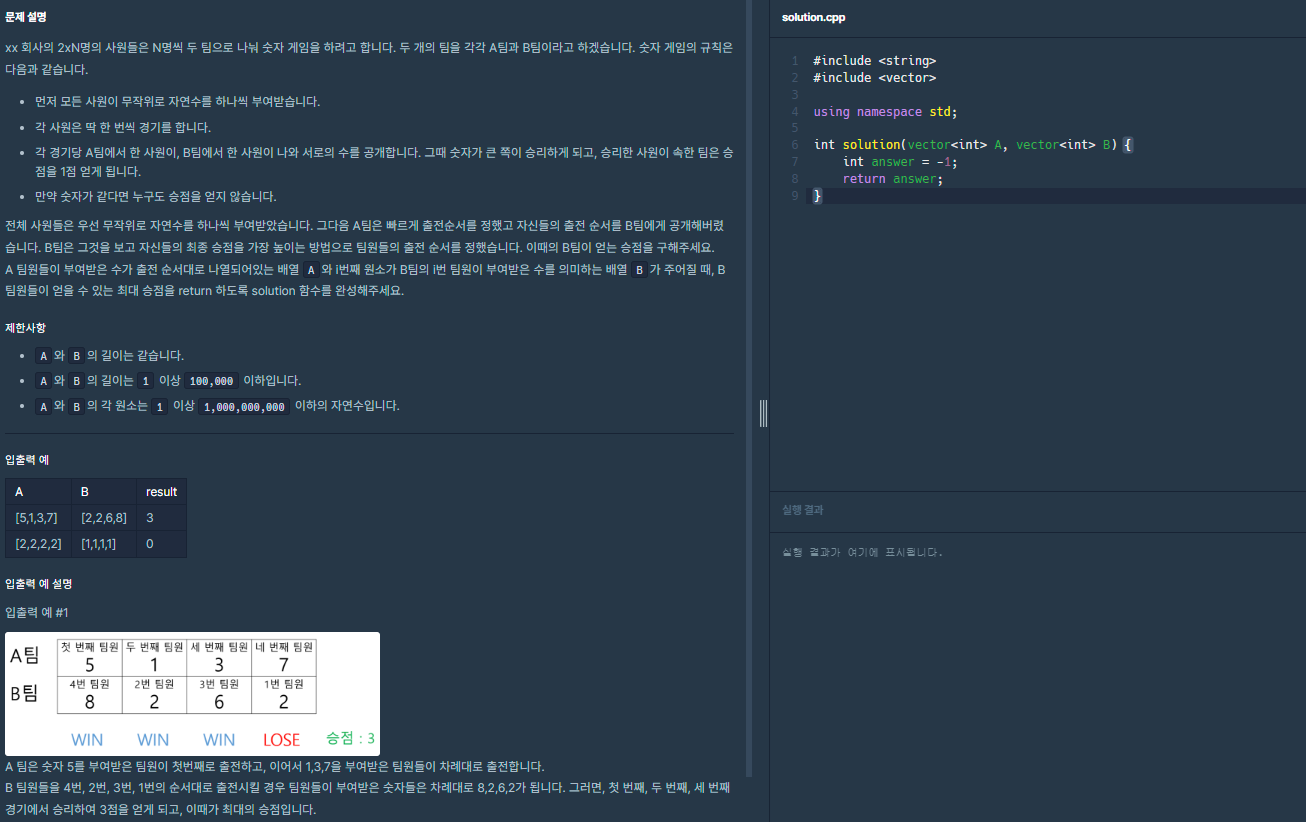 문제 설명
xx 회사의 2xN명의 사원들은 N명씩 두 팀으로 나눠 숫자 게임을 하려고 합니다. 두 개의 팀을 각각 A팀과 B팀이라고 하겠습니다. 숫자 게임의 규칙은
다음과 같습니다.
• 먼저 모든 사원이 무작위로 자연수를 하나씩 부여받습니다.
• 각 사원은 딱 한 번씩 경기를 합니다.
• 각 경기당 A팀에서 한 사원이, B팀에서 한 사원이 나와 서로의 수를 공개합니다. 그때 숫자가 큰 쪽이 승리하게 되고, 승리한 사원이 속한 팀은 승
점을 1점 얻게 됩니다.
• 만약 숫자가 같다면 누구도 승점을 얻지 않습니다.
전체 사원들은 우선 무작위로 자연수를 하나씩 부여받았습니다. 그다음 A팀은 빠르게 출전순서를 정했고 자신들의 출전 순서를 B팀에게 공개해버렸
습니다. B팀은 그것을 보고 자신들의 최종 승점을 가장 높이는 방법으로 팀원들의 출전 순서를 정했습니다. 이때의 B팀이 얻는 승점을 구해주세요.
A 팀원들이 부여받은 수가 출전 순서대로 나열되어있는 배열 A 와 i번째 원소가 B팀의 i번 팀원이 부여받은 수를 의미하는 배열 B 가 주어질 때, B
팀원들이 얻을 수 있는 최대 승점을 return 하도록 solution 함수를 완성해주세요.
제한사항
• A 와 B 의 길이는 같습니다.
• A 와 B 의 길이는 1 이상 100,000 이하입니다.
• A 와 B 의 각 원소는 1 이상 1,000,000,000 이하의 자연수입니다.
입출력 예
A B result
[5,1,3,7] [2,2,6,8] 3
[2,2,2,2] [1,1,1,1] 0
입출력 예 설명
입출력 예 #1
A팀 첫 번째 팀원 두 번째 팀원 세 번째 팀원 네 번째 팀원
5 1 3 7
B팀 4번 팀원 2번 팀원 3번 팀원 1번 팀원
8 2 6 2
WIN WIN WIN LOSE 승점 : 3
A 팀은 숫자 5를 부여받은 팀원이 첫번째로 출전하고, 이어서 1,3,7을 부여받은 팀원들이 차례대로 출전합니다.
B 팀원들을 4번, 2번, 3번, 1번의 순서대로 출전시킬 경우 팀원들이 부여받은 숫자들은 차례대로 8,2,6,2가 됩니다. 그러면, 첫 번째, 두 번째, 세 번째
경기에서 승리하여 3점을 얻게 되고, 이때가 최대의 승점입니다.
solution.cpp
1 #include <string>
2 #include <vector>
3
4 using namespace std;
5
6 int solution(vector<int> A, vector<int> B) {
7 int answer = -1;
8 return answer;
9 }
실행 결과
실행 결과가 여기에 표시됩니다.